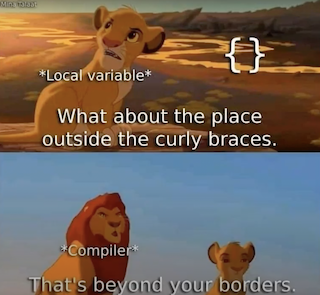 {}
*Local variable*
What about the place
outside the curly braces.
*Compiler*
That's beyond your borders.